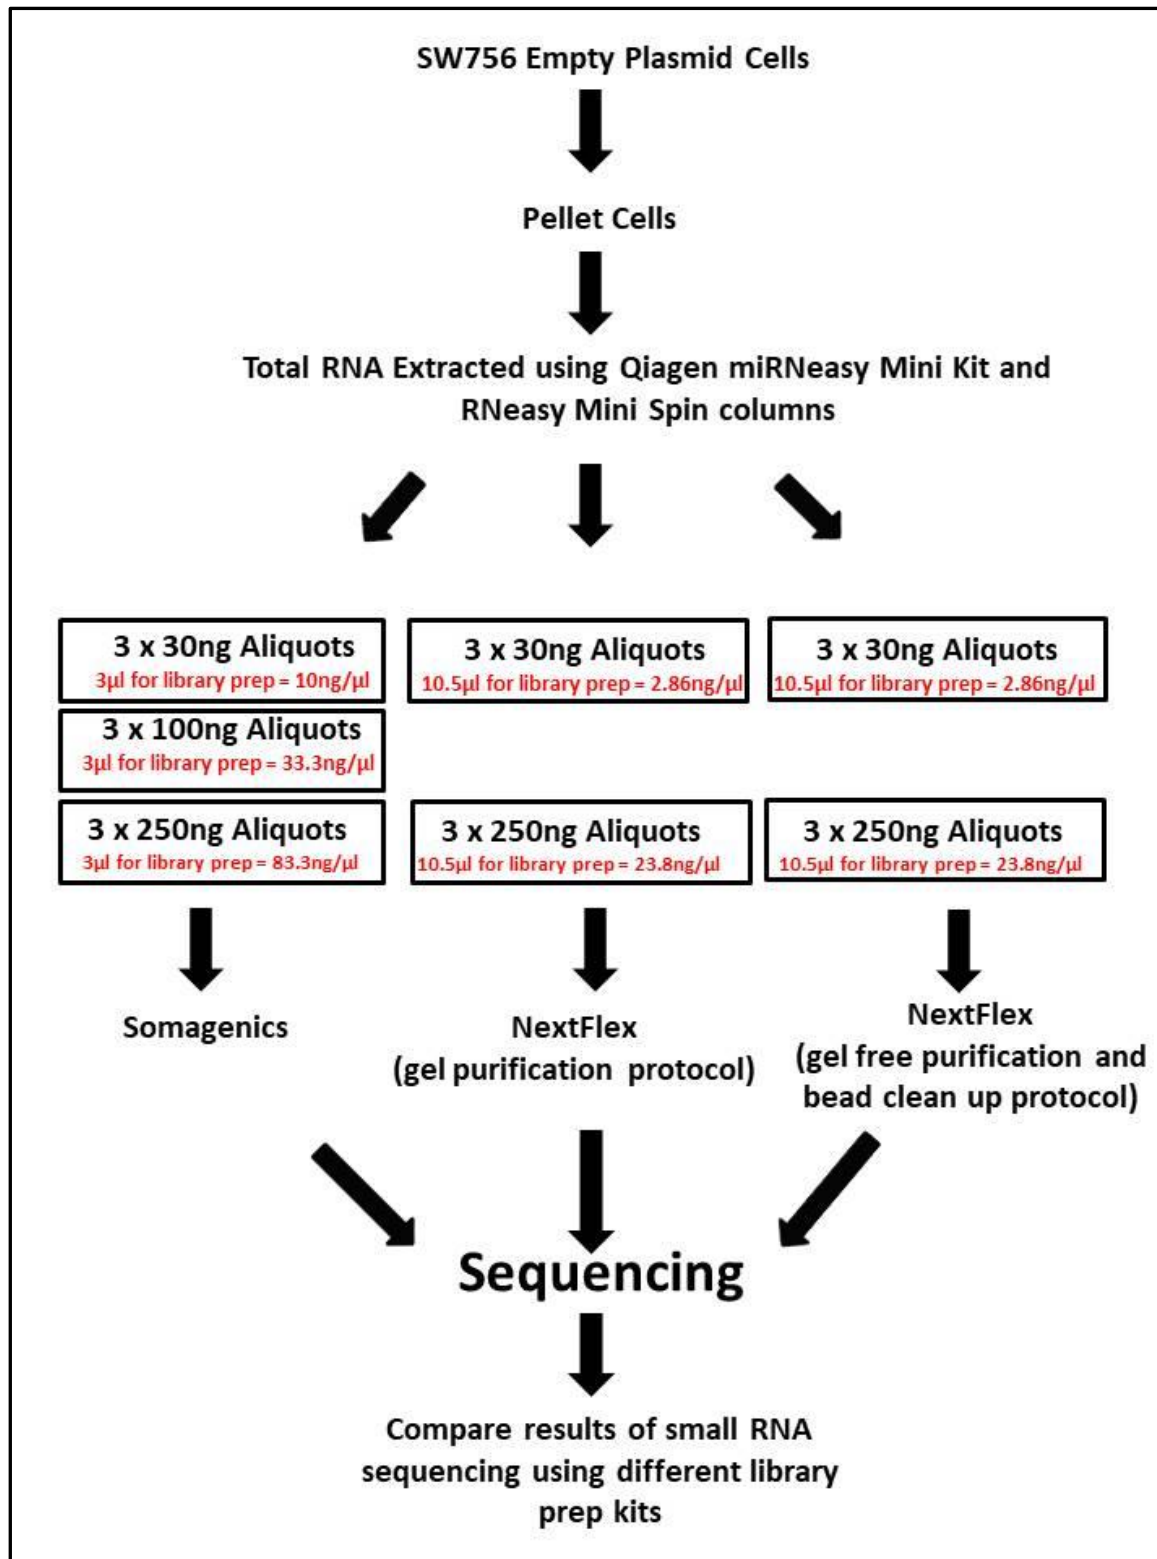 SW756 Empty Plasmid Cells
Pellet Cells
Total RNA Extracted using Qiagen miRNeasy Mini Kit and
RNeasy Mini Spin columns
3 x 30ng Aliquots
3µl for library prep = 10ng/µl
3 x 100ng Aliquots
3µl for library prep = 33.3ng/µl
3 x 250ng Aliquots
3µl for library prep = 83.3ng/µl
Somagenics
3 x 30ng Aliquots
10.5µl for library prep = 2.86ng/µl
3 x 250ng Aliquots
10.5µl for library prep = 23.8ng/µl
NextFlex
(gel purification protocol)
3 x 30ng Aliquots
10.5µl for library prep = 2.86ng/µl
3 x 250ng Aliquots
10.5µl for library prep = 23.8ng/µl
NextFlex
(gel free purification and
bead clean up protocol)
Sequencing
Compare results of small RNA
sequencing using different library
prep kits